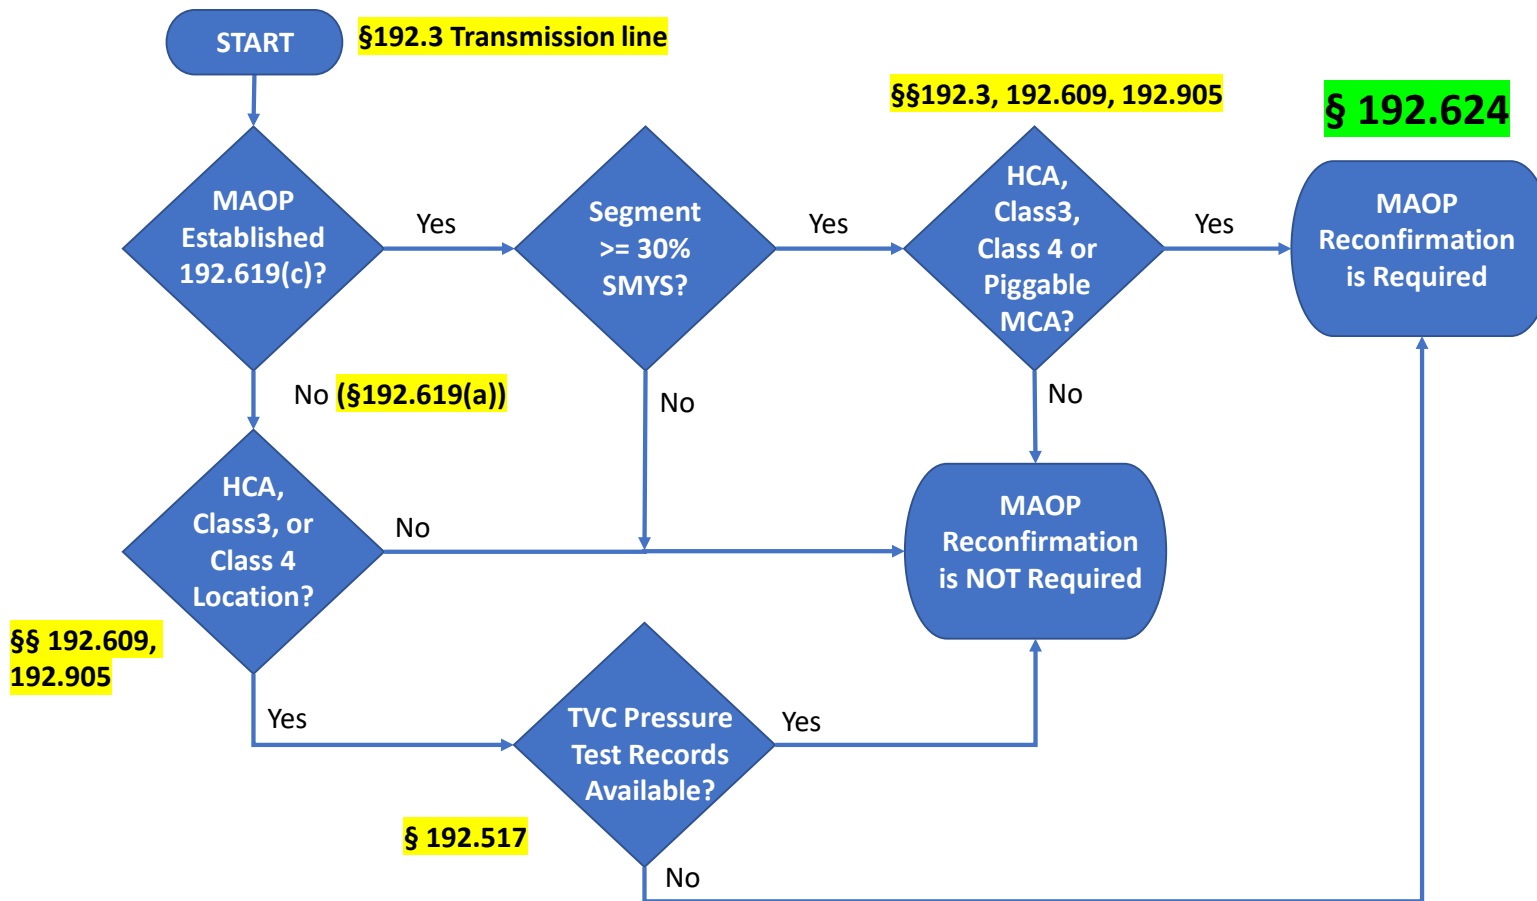 START
§192.3 Transmission line
§§192.3, 192.609, 192.905
§ 192.624
MAOP
Established
192.619(c)?
Yes
Segment
>= 30%
SMYS?
Yes
HCA,
Class3,
Class 4 or
Piggable
MCA?
Yes
MAOP
Reconfirmation
is Required
No (§192.619(a))
No
No
HCA,
Class3, or
Class 4
Location?
No
MAOP
Reconfirmation
is NOT Required
§§ 192.609,
192.905
Yes
TVC Pressure
Test Records
Available?
Yes
§ 192.517
No